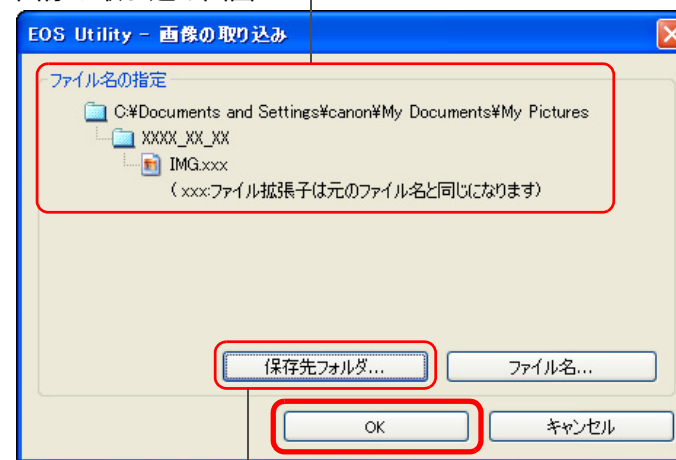 EOS Utility - 画像の取り込み
ファイル名の指定
C:¥Documents and Settings¥canon¥My Documents¥My Pictures
XXXX_XX_XX
IMG.xxx
( xxx:ファイル拡張子は元のファイル名と同じになります)
保存先フォルダ... ファイル名...
OK キャンセル